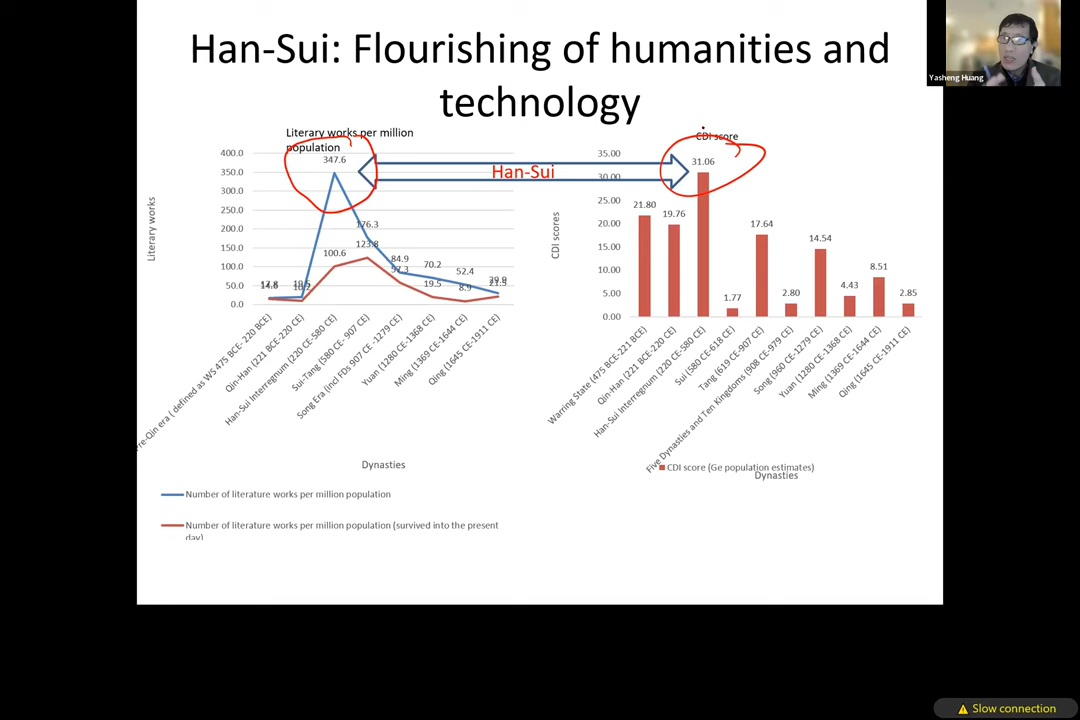 Han-Sui: Flourishing of humanities and
technology
Yasheng Huang
Literary works per million
population
400.0
350.0
300.0
250.0
200.0
150.0
100.0
50.0
0.0
Literary works
347.6
176.3
84.9
70.2
52.4
29.9
100.6
123.8
57.3
19.5
8.9
21.5
14.6
Pre-Qin era ( defined as WS 475 BCE- 220 BCE)
Qin-Han (221 BCE-220 CE)
Han-Sui Interregnum (220 CE-580 CE)
Sui-Tang (580 CE- 907 CE)
Song Era (incl FDs 907 CE -1279 CE)
Yuan (1280 CE-1368 CE)
Ming (1369 CE-1644 CE)
Qing (1645 CE-1911 CE)
Dynasties
Number of literature works per million population
Number of literature works per million population (survived into the present
day)
Han-Sui
CDI score
35.00
30.00
25.00
20.00
15.00
10.00
5.00
0.00
CDI scores
21.80
19.76
31.06
1.77
17.64
2.80
14.54
4.43
8.51
2.85
Warring State (475 BCE-221 BCE)
Qin-Han (221 BCE-220 CE)
Han-Sui Interregnum (220 CE-580 CE)
Sui (580 CE-618 CE)
Tang (619 CE-907 CE)
Five Dynasties and Ten Kingdoms (908 CE-979 CE)
Song (960 CE-1279 CE)
Yuan (1280 CE-1368 CE)
Ming (1369 CE-1644 CE)
Qing (1645 CE-1911 CE)
CDI score (Ge population estimates)
Dynasties
Slow connection